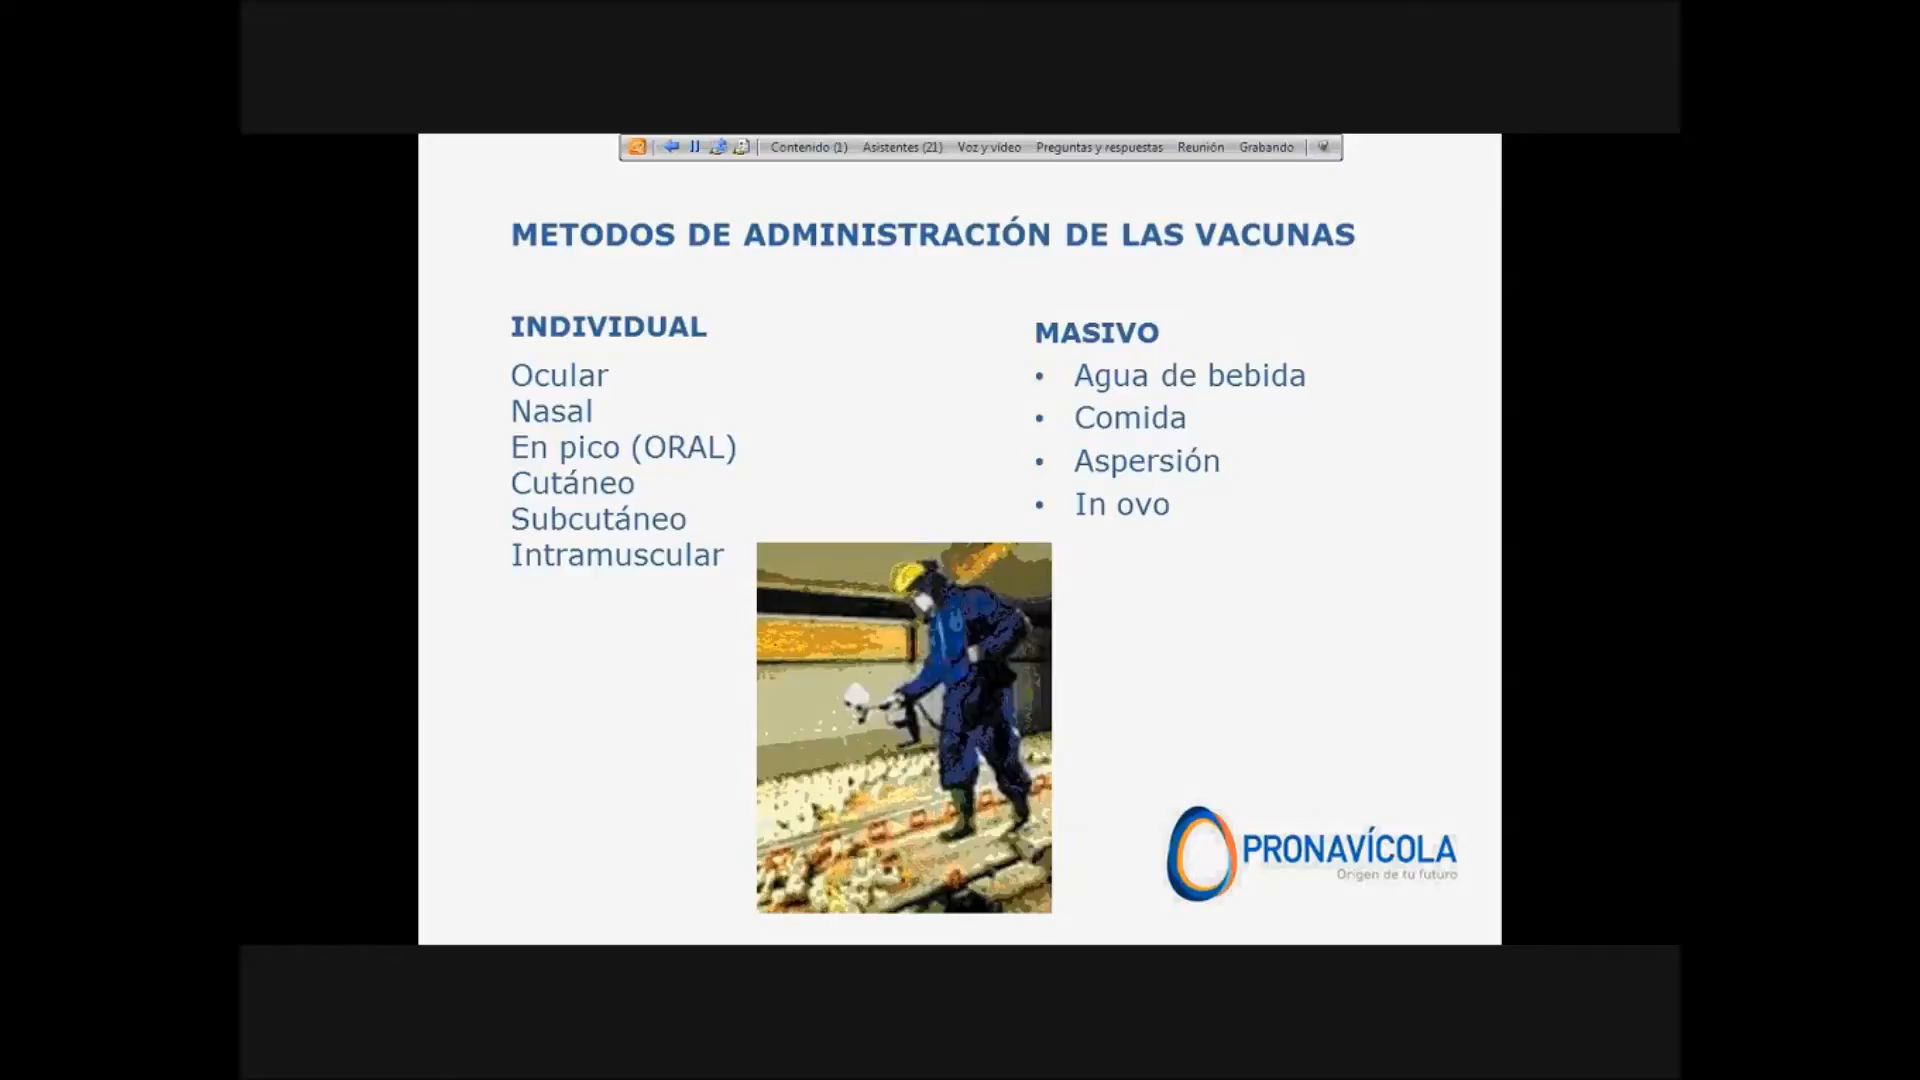 Contenido (1) Asistentes (21) Voz y vídeo Preguntas y respuestas Reunión Grabando
METODOS DE ADMINISTRACIÓN DE LAS VACUNAS
INDIVIDUAL
Ocular
Nasal
En pico (ORAL)
Cutáneo
Subcutáneo
Intramuscular
MASIVO
• Agua de bebida
• Comida
• Aspersión
• In ovo
PRONAVÍCOLA
Origen de tu futuro